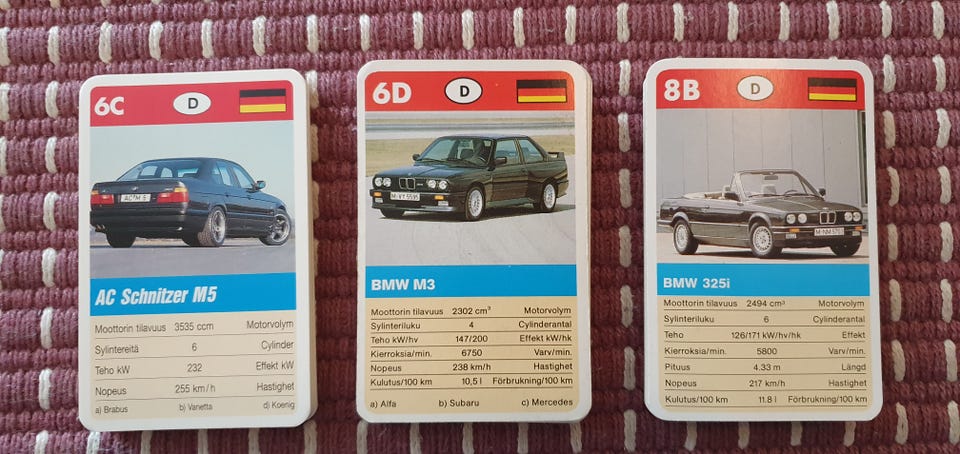 6C D
AC♦M 5
AC Schnitzer M5
Moottorin tilavuus 3535 ccm Motorvolym
Sylintereitä 6 Cylinder
Teho kW 232 Effekt kW
Nopeus 255 km/h Hastighet
a) Brabus b) Vanetta d) Koenig
6D D
M-VY 5595
BMW M3
Moottorin tilavuus 2302 cm³ Motorvolym
Sylinteriluku 4 Cylinderantal
Teho kW/hv 147/200 Effekt kW/hk
Kierroksia/min. 6750 Varv/min.
Nopeus 238 km/h Hastighet
Kulutus/100 km 10,5 l Förbrukning/100 km
a) Alfa b) Subaru c) Mercedes
8B D
BMW 325i
Moottorin tilavuus 2494 cm³ Motorvolym
Sylinteriluku 6 Cylinderantal
Teho 126/171 kW/hv/hk Effekt
Kierroksia/min. 5800 Varv/min.
Pituus 4.33 m Längd
Nopeus 217 km/h Hastighet
Kulutus/100 km 11.8 l Förbrukning/100 km